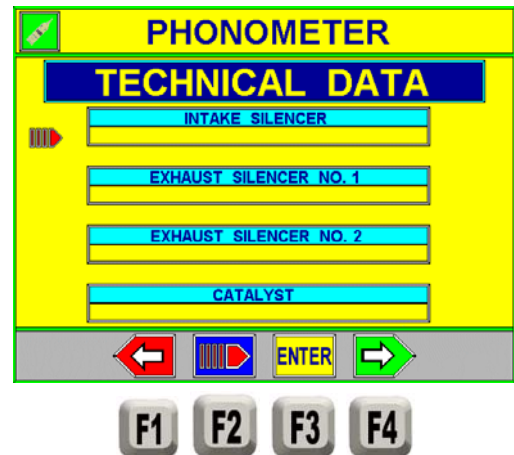 PHONOMETER
TECHNICAL DATA
INTAKE SILENCER
EXHAUST SILENCER NO. 1
EXHAUST SILENCER NO. 2
CATALYST
ENTER
F1 F2 F3 F4